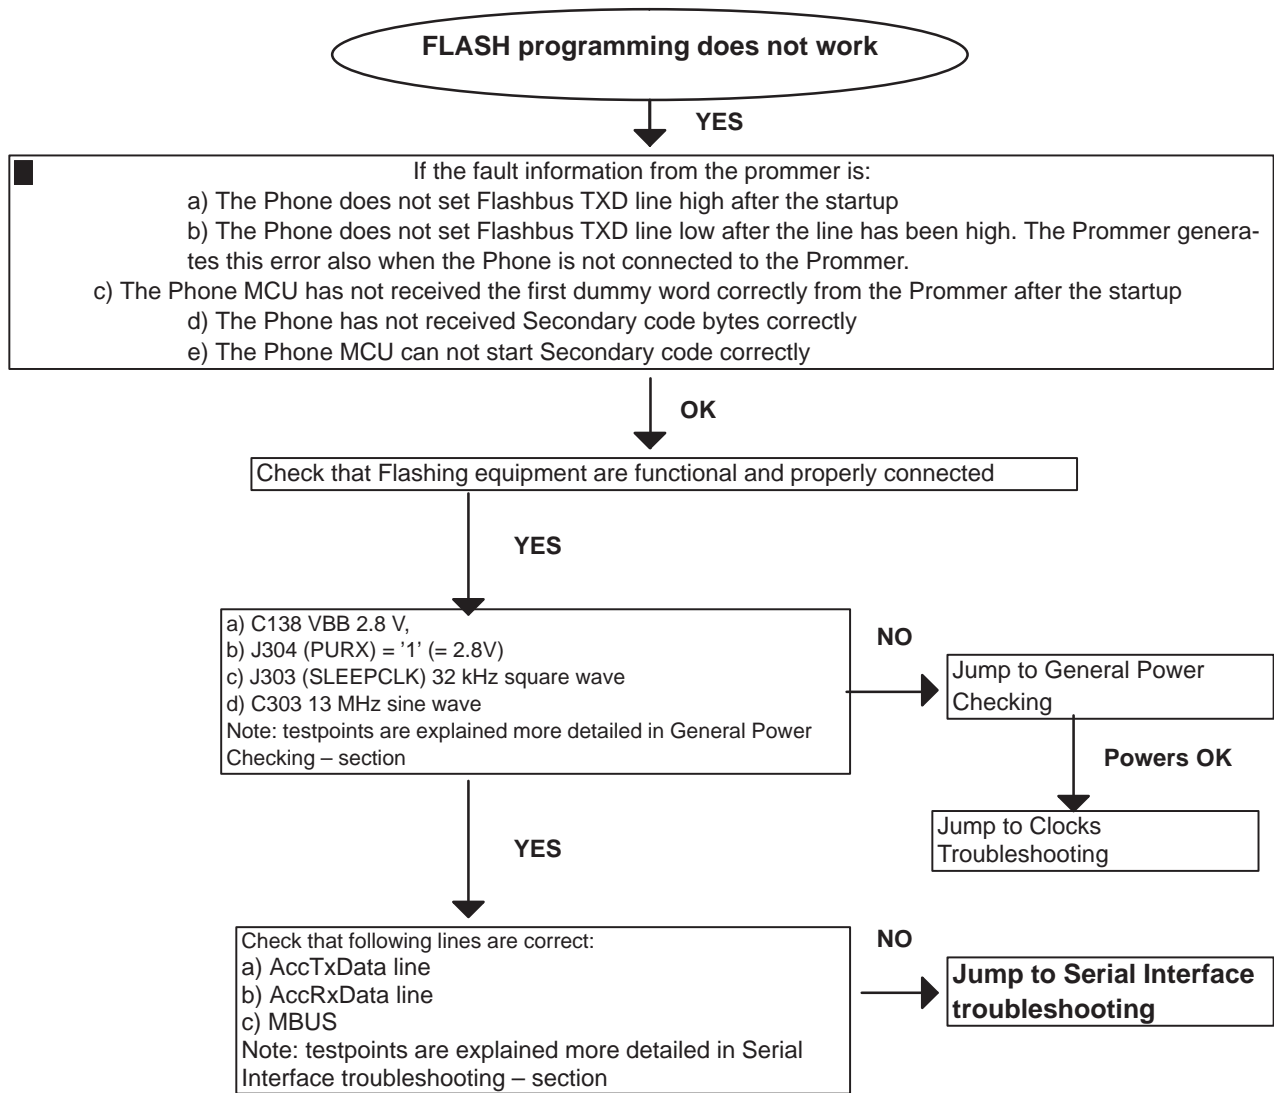 FLASH programming does not work
YES
If the fault information from the prommer is:
a) The Phone does not set Flashbus TXD line high after the startup
b) The Phone does not set Flashbus TXD line low after the line has been high. The Prommer genera-
tes this error also when the Phone is not connected to the Prommer.
c) The Phone MCU has not received the first dummy word correctly from the Prommer after the startup
d) The Phone has not received Secondary code bytes correctly
e) The Phone MCU can not start Secondary code correctly
OK
Check that Flashing equipment are functional and properly connected
YES
a) C138 VBB 2.8 V,
b) J304 (PURX) = '1' (= 2.8V)
c) J303 (SLEEPCLK) 32 kHz square wave
d) C303 13 MHz sine wave
Note: testpoints are explained more detailed in General Power
Checking – section
NO
Jump to General Power
Checking
Powers OK
Jump to Clocks
Troubleshooting
YES
Check that following lines are correct:
a) AccTxData line
b) AccRxData line
c) MBUS
Note: testpoints are explained more detailed in Serial
Interface troubleshooting – section
NO
Jump to Serial Interface
troubleshooting